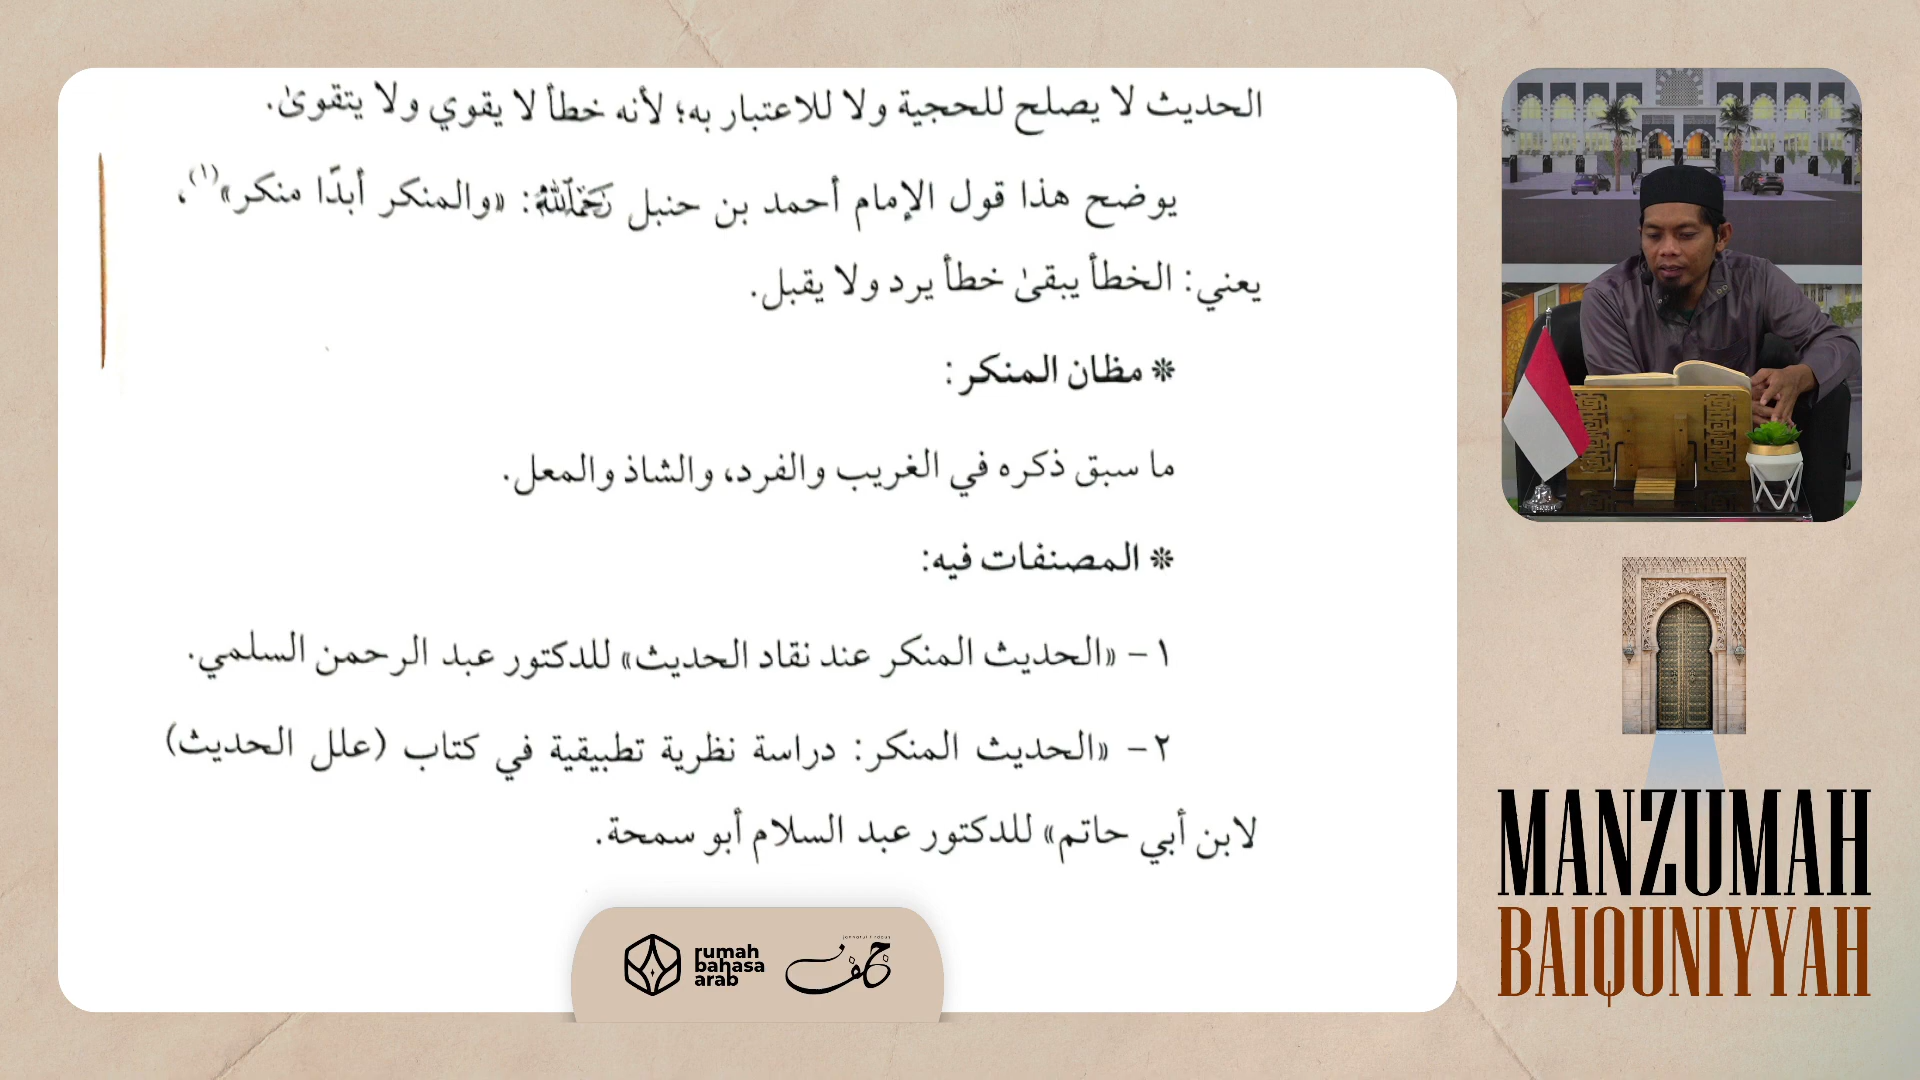 الحديث لا يصلح للحجية ولا للاعتبار به؛ لأنه خطأ لا يقوي ولا يتقوىٰ.
يوضح هذا قول الإمام أحمد بن حنبل رَحِمَهُ ٱللَّهُ: «والمنكر أبدًا منكر»(١)،
يعني: الخطأ يبقىٰ خطأ يرد ولا يقبل.
* مظان المنكر:
ما سبق ذكره في الغريب والفرد، والشاذ والمعل.
* المصنفات فيه:
١ – «الحديث المنكر عند نقاد الحديث» للدكتور عبد الرحمن السلمي.
٢ – «الحديث المنكر: دراسة نظرية تطبيقية في كتاب (علل الحديث)
لابن أبي حاتم» للدكتور عبد السلام أبو سمحة.
rumah
bahasa
arab
MANZUMAH
BAIQUNIYYAH